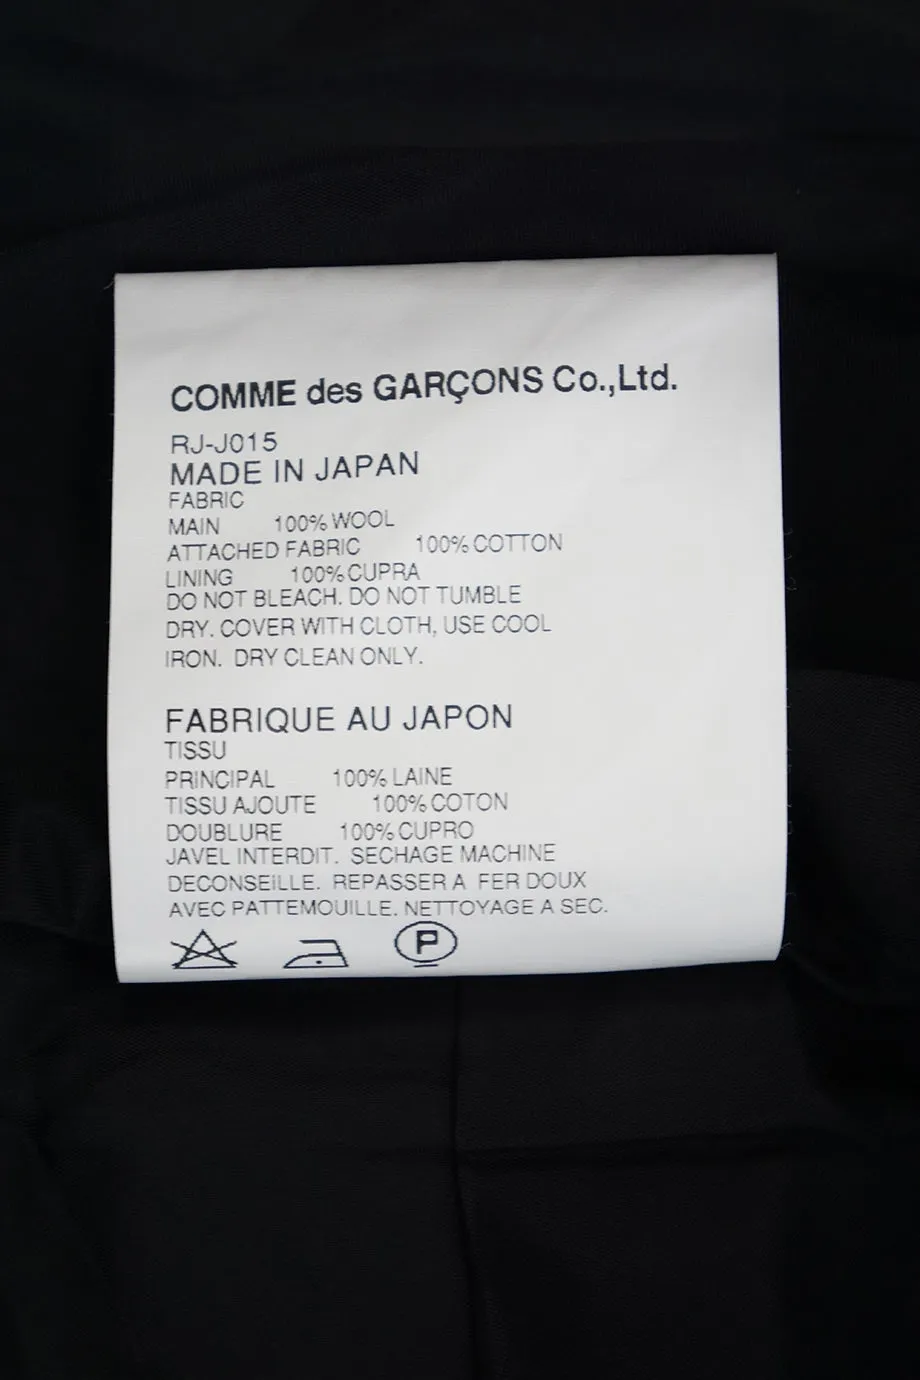 COMME des GARÇONS Co.,Ltd.
RJ-J015
MADE IN JAPAN
FABRIC
MAIN 100% WOOL
ATTACHED FABRIC 100% COTTON
LINING 100% CUPRA
DO NOT BLEACH. DO NOT TUMBLE
DRY. COVER WITH CLOTH, USE COOL
IRON. DRY CLEAN ONLY.
FABRIQUE AU JAPON
TISSU
PRINCIPAL 100% LAINE
TISSU AJOUTE 100% COTON
DOUBLURE 100% CUPRO
JAVEL INTERDIT. SECHAGE MACHINE
DECONSEILLE. REPASSER A FER DOUX
AVEC PATTEMOUILLE. NETTOYAGE A SEC.
P